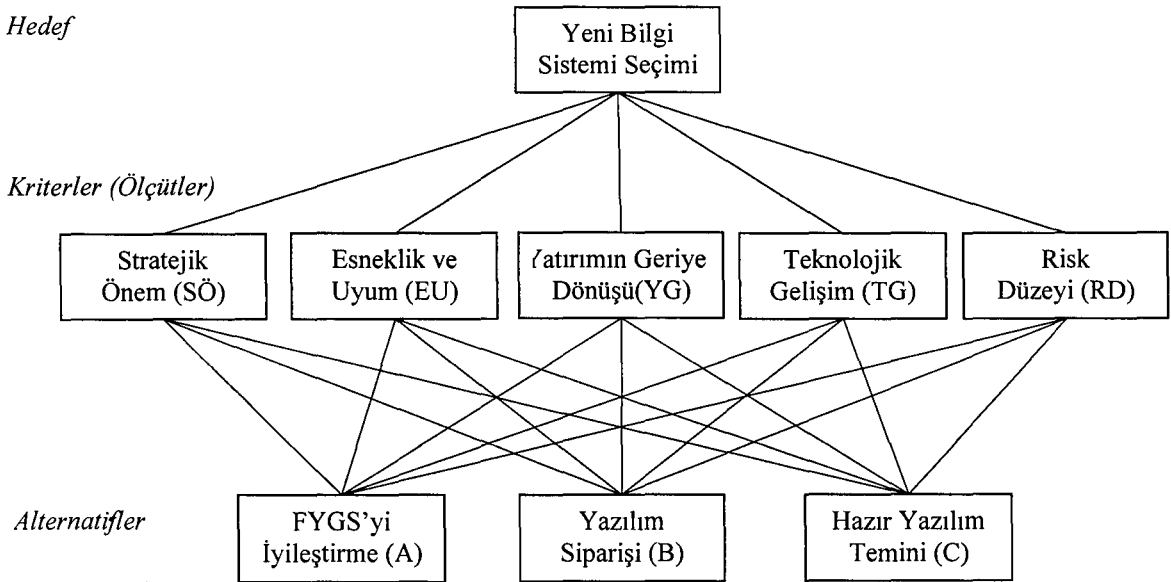 Hedef
Yeni Bilgi
Sistemi Seçimi
Kriterler (Ölçütler)
Stratejik
Önem (SÖ)
Esneklik ve
Uyum (EU)
Yatırımın Geriye
Dönüşü(YG)
Teknolojik
Gelişim (TG)
Risk
Düzeyi (RD)
Alternatifler
FYGS'yi
İyileştirme (A)
Yazılım
Siparişi (B)
Hazır Yazılım
Temini (C)